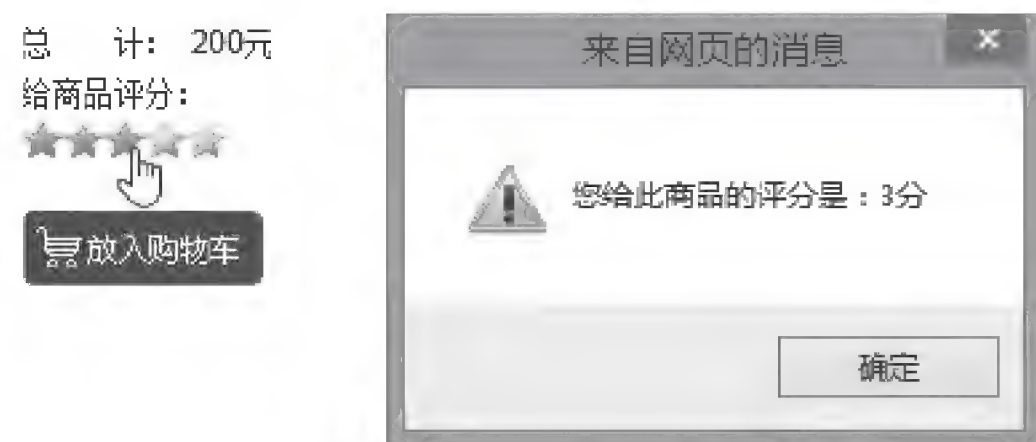 总 计： 200元
给商品评分：
放入购物车
来自网页的消息
您给此商品的评分是：3分
确定